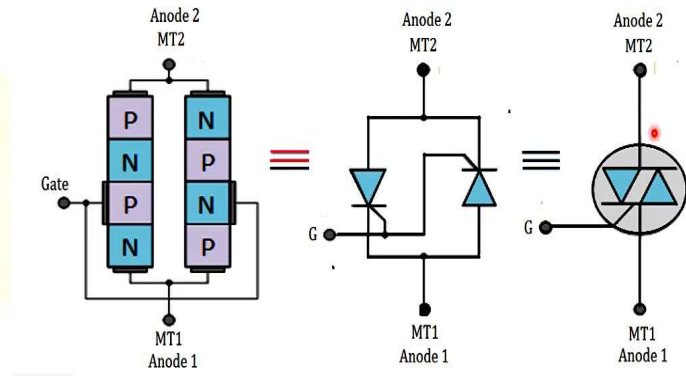 Anode 2
MT2
P
N
P
N
N
P
N
P
Gate
MT1
Anode 1
Anode 2
MT2
G
MT1
Anode 1
Anode 2
MT2
G
MT1
Anode 1